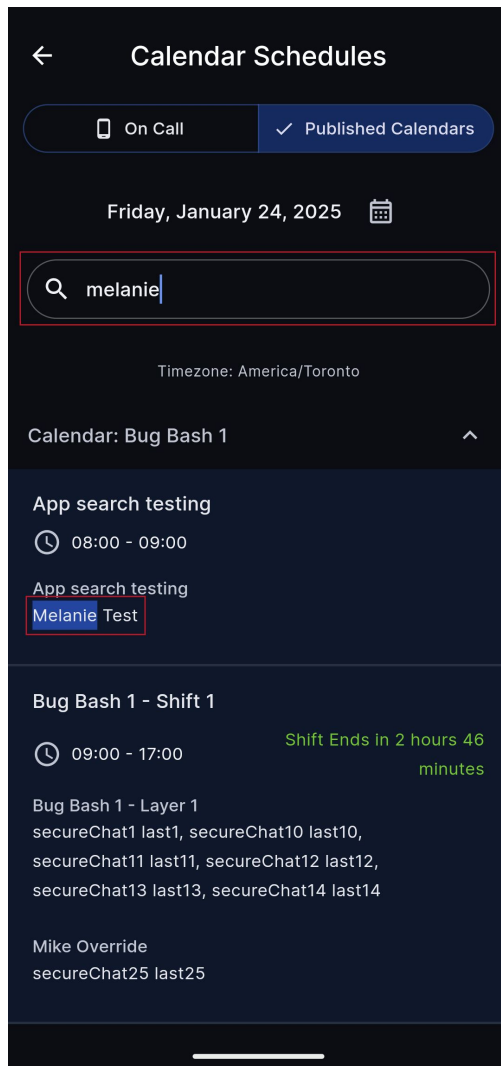 Calendar Schedules
On Call
Published Calendars
Friday, January 24, 2025
melanie
Timezone: America/Toronto
Calendar: Bug Bash 1
App search testing
08:00 - 09:00
App search testing
Melanie Test
Bug Bash 1 - Shift 1
09:00 - 17:00
Shift Ends in 2 hours 46
minutes
Bug Bash 1 - Layer 1
secureChat1 last1, secureChat10 last10,
secureChat11 last11, secureChat12 last12,
secureChat13 last13, secureChat14 last14
Mike Override
secureChat25 last25